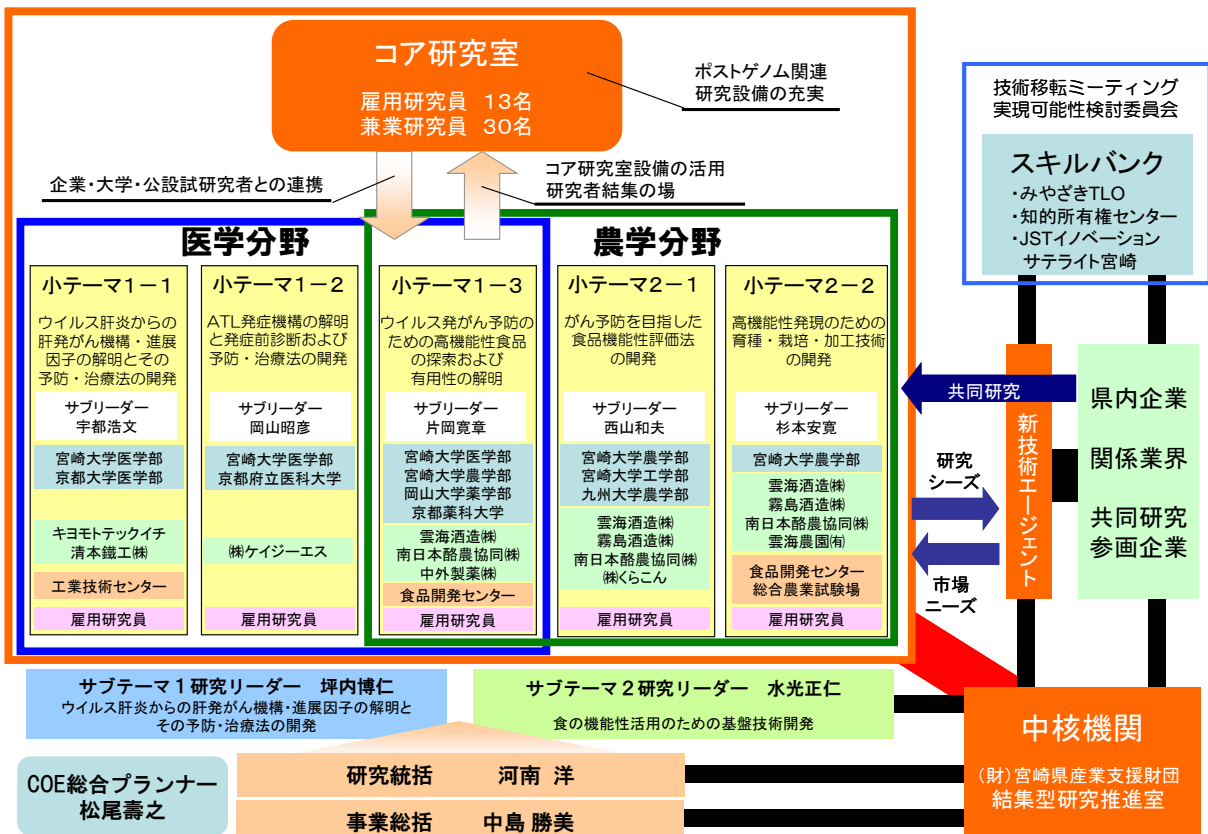 コア研究室
雇用研究員 13名
兼業研究員 30名
ポストゲノム関連
研究設備の充実
企業・大学・公設試研究者との連携
コア研究室設備の活用
研究者結集の場
技術移転ミーティング
実現可能性検討委員会
スキルバンク
・みやざきTLO
・知的所有権センター
・JSTイノベーション
サテライト宮崎
医学分野
農学分野
小テーマ1-1
ウイルス肝炎からの
肝発がん機構・進展
因子の解明とその
予防・治療法の開発
サブリーダー
宇都浩文
宮崎大学医学部
京都大学医学部
キヨモトテックイチ
清本鐵工㈱
工業技術センター
雇用研究員
小テーマ1-2
ATL発症機構の解明
と発症前診断および
予防・治療法の開発
サブリーダー
岡山昭彦
宮崎大学医学部
京都府立医科大学
㈱ケイジーエス
雇用研究員
小テーマ1-3
ウイルス発がん予防の
ための高機能性食品
の探索および
有用性の解明
サブリーダー
片岡寛章
宮崎大学医学部
宮崎大学農学部
岡山大学薬学部
京都薬科大学
雲海酒造㈱
南日本酪農協同㈱
中外製薬㈱
食品開発センター
雇用研究員
小テーマ2-1
がん予防を目指した
食品機能性評価法
の開発
サブリーダー
西山和夫
宮崎大学農学部
宮崎大学工学部
九州大学農学部
雲海酒造㈱
霧島酒造㈱
南日本酪農協同㈱
㈱くらこん
雇用研究員
小テーマ2-2
高機能性発現のための
育種・栽培・加工技術
の開発
サブリーダー
杉本安寛
宮崎大学農学部
雲海酒造㈱
霧島酒造㈱
南日本酪農協同㈱
雲海農園㈲
食品開発センター
総合農業試験場
雇用研究員
共同研究
研究
シーズ
市場
ニーズ
新技術エージェント
県内企業
関係業界
共同研究
参画企業
サブテーマ1研究リーダー 坪内博仁
ウイルス肝炎からの肝発がん機構・進展因子の解明と
その予防・治療法の開発
サブテーマ2研究リーダー 水光正仁
食の機能性活用のための基盤技術開発
中核機関
(財)宮崎県産業支援財団
結集型研究推進室
COE総合プランナー
松尾壽之
研究統括 河南 洋
事業総括 中島 勝美